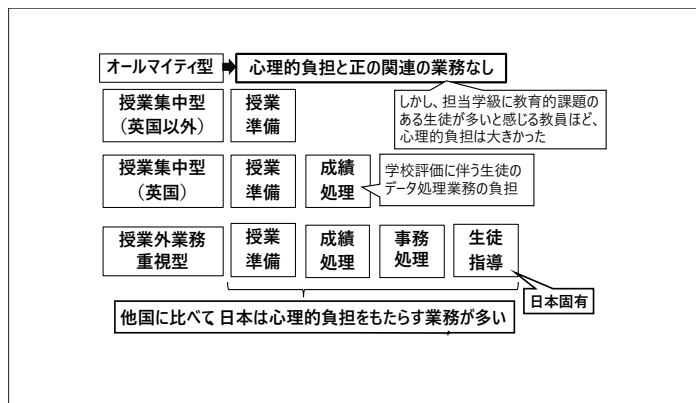 オールマイティ型
心理的負担と正の関連の業務なし
しかし、担当学級に教育的課題の
ある生徒が多いと感じる教員ほど、
心理的負担は大きかった
授業集中型
(英国以外)
授業
準備
授業集中型
(英国)
授業
準備
成績
処理
学校評価に伴う生徒の
データ処理業務の負担
授業外業務
重視型
授業
準備
成績
処理
事務
処理
生徒
指導
日本固有
他国に比べて 日本は心理的負担をもたらす業務が多い